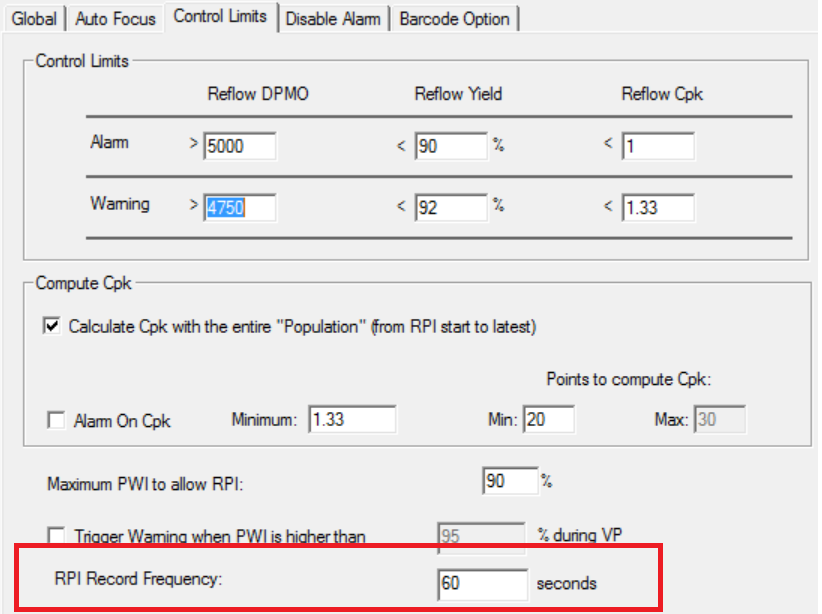 Global Auto Focus Control Limits Disable Alarm Barcode Option
Control Limits
Reflow DPMO Reflow Yield Reflow Cpk
Alarm > 5000 < 90 % < 1
Warning > 4750 < 92 % < 1.33
Compute Cpk
Calculate Cpk with the entire "Population" (from RPI start to latest)
Points to compute Cpk:
Alarm On Cpk Minimum: 1.33 Min: 20 Max: 30
Maximum PWI to allow RPI: 90 %
Trigger Warning when PWI is higher than 95 % during VP
RPI Record Frequency: 60 seconds